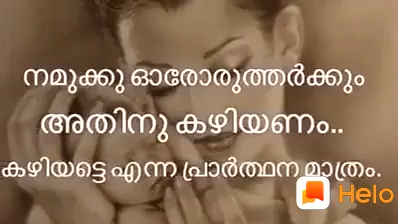 നമുക്കു ഓരോരുത്തർക്കും
അതിനു കഴിയണം..
കഴിയട്ടെ എന്ന പ്രാർത്ഥന മാത്രം.
Helo